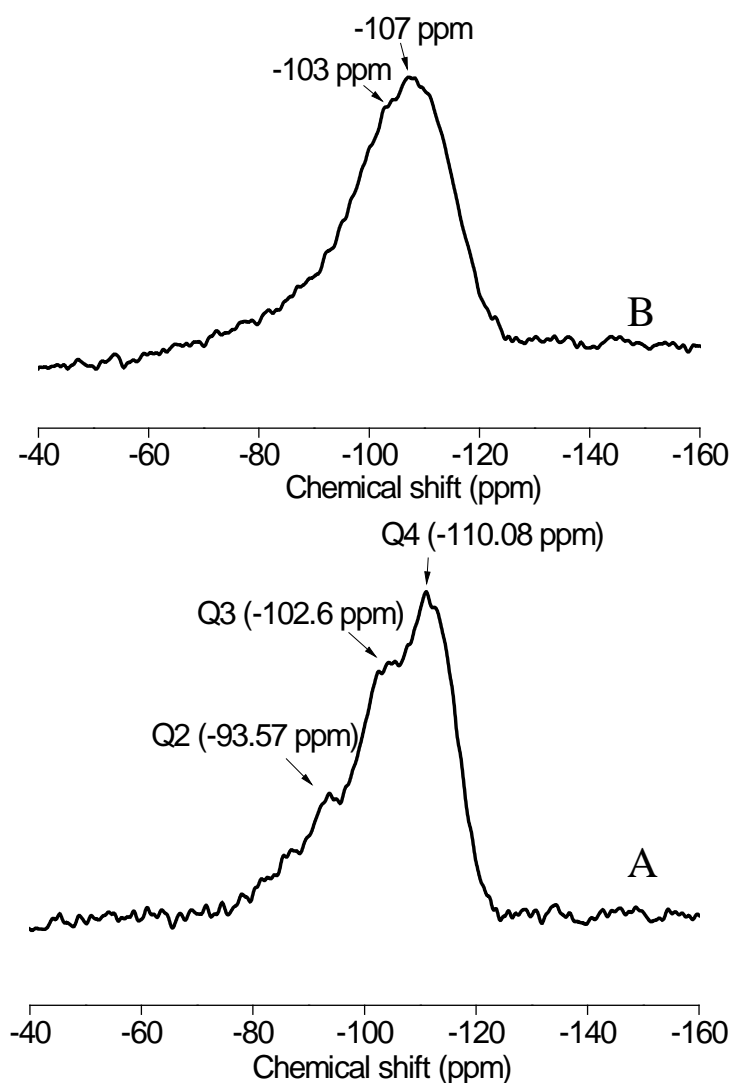 -107 ppm
-103 ppm
B
-40 -60 -80 -100 -120 -140 -160
Chemical shift (ppm)
Q4 (-110.08 ppm)
Q3 (-102.6 ppm)
Q2 (-93.57 ppm)
A
-40 -60 -80 -100 -120 -140 -160
Chemical shift (ppm)